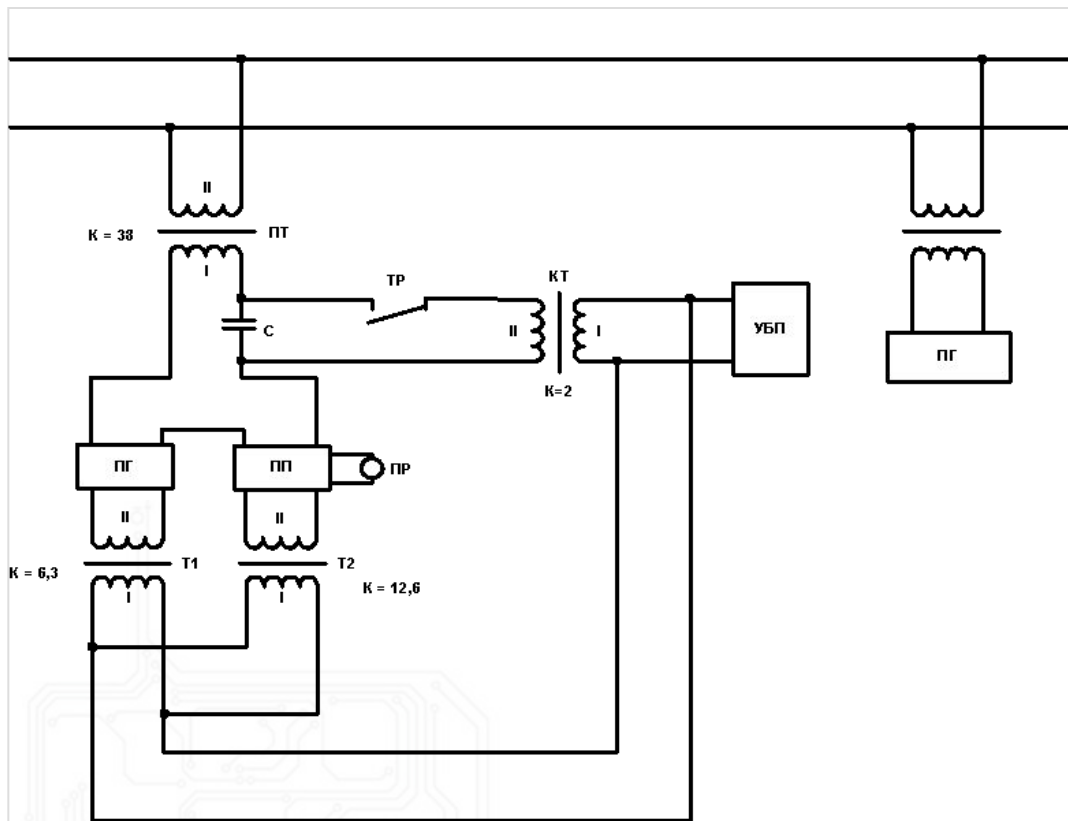 II
К = 38
ПТ
I
ТР
КТ
С
II
I
УБП
К=2
ПГ
ПГ
ПП
ПР
II
II
Т1
Т2
К = 6,3
К = 12,6
I
I